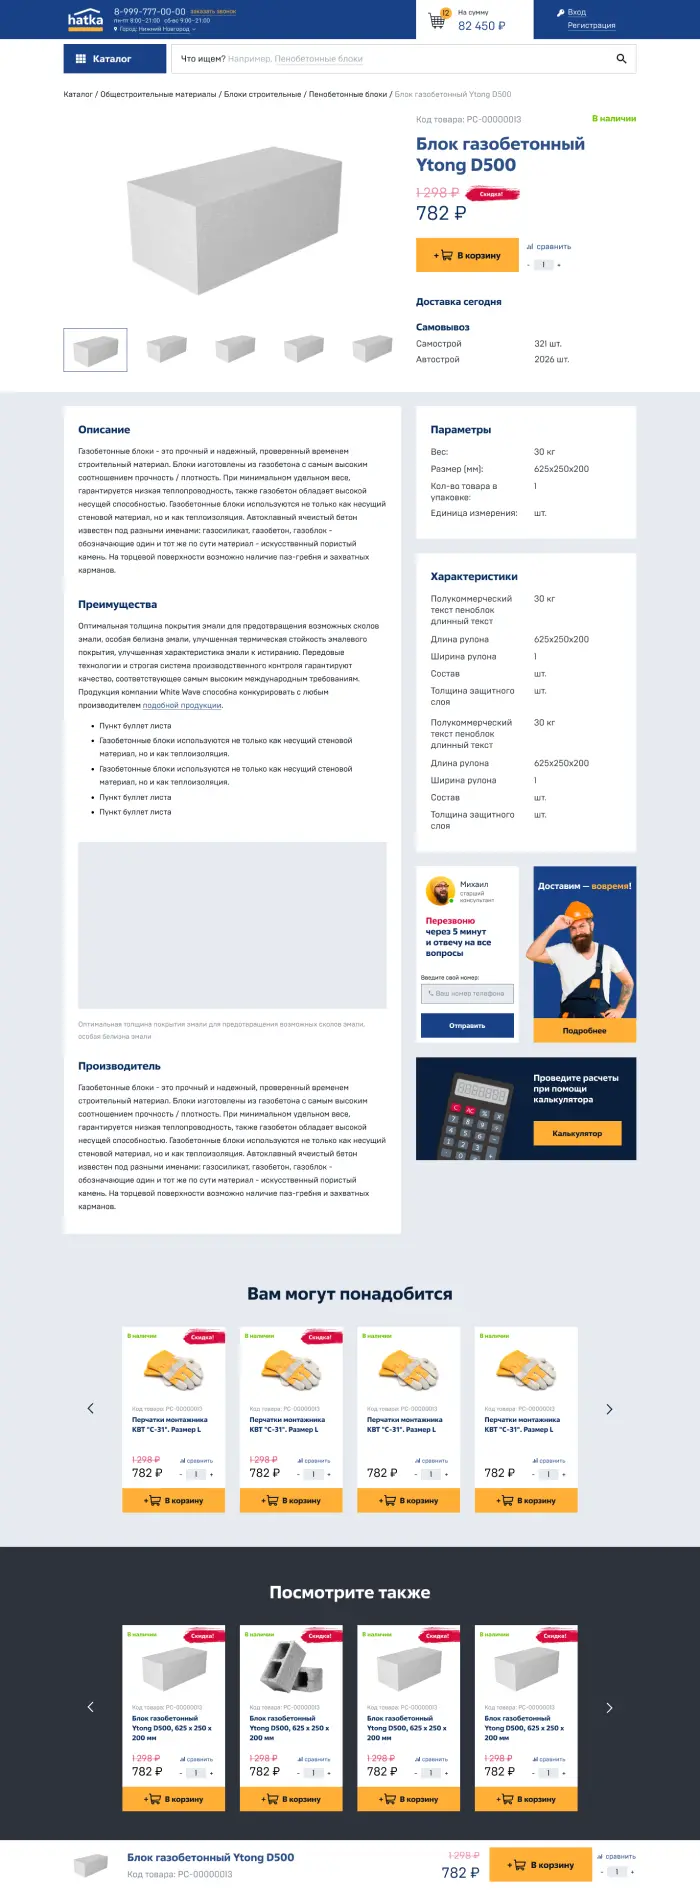 hatka
8-999-777-00-00 заказать звонок
пн-пт 8:00-21:00 сб-вс 9:00-21:00
Город: Нижний Новгород
12
На сумму
82 450 ₽
Вход
Регистрация
Каталог
Что ищем? Например, Пенобетонные блоки
Каталог / Общестроительные материалы / Блоки строительные / Пенобетонные блоки / Блок газобетонный Ytong D500
Код товара: РС-00000013
В наличии
Блок газобетонный
Ytong D500
1 298 ₽ Скидка!
782 ₽
+ В корзину
сравнить
- 1 +
Доставка сегодня
Самовывоз
Самострой 321 шт.
Автострой 2026 шт.
Описание
Газобетонные блоки - это прочный и надежный, проверенный временем
строительный материал. Блоки изготовлены из газобетона с самым высоким
соотношением прочность / плотность. При минимальном удельном весе,
гарантируется низкая теплопроводность, также газобетон обладает высокой
несущей способностью. Газобетонные блоки используются не только как несущий
стеновой материал, но и как теплоизоляция. Автоклавный ячеистый бетон
известен под разными именами: газосиликат, газобетон, газоблок -
обозначающие один и тот же по сути материал - искусственный пористый
камень. На торцевой поверхности возможно наличие паз-гребня и захватных
карманов.
Преимущества
Оптимальная толщина покрытия эмали для предотвращения возможных сколов
эмали, особая белизна эмали, улучшенная термическая стойкость эмалевого
покрытия, улучшенная характеристика эмали к истиранию. Передовые
технологии и строгая система производственного контроля гарантируют
качество, соответствующее самым высоким международным требованиям.
Продукция компании White Wave способна конкурировать с любым
производителем подобной продукции.
• Пункт буллет листа
• Газобетонные блоки используются не только как несущий стеновой
материал, но и как теплоизоляция.
• Газобетонные блоки используются не только как несущий стеновой
материал, но и как теплоизоляция.
• Пункт буллет листа
• Пункт буллет листа
Оптимальная толщина покрытия эмали для предотвращения возможных сколов эмали,
особая белизна эмали
Производитель
Газобетонные блоки - это прочный и надежный, проверенный временем
строительный материал. Блоки изготовлены из газобетона с самым высоким
соотношением прочность / плотность. При минимальном удельном весе,
гарантируется низкая теплопроводность, также газобетон обладает высокой
несущей способностью. Газобетонные блоки используются не только как несущий
стеновой материал, но и как теплоизоляция. Автоклавный ячеистый бетон
известен под разными именами: газосиликат, газобетон, газоблок -
обозначающие один и тот же по сути материал - искусственный пористый
камень. На торцевой поверхности возможно наличие паз-гребня и захватных
карманов.
Параметры
Вес: 30 кг
Размер (мм): 625x250x200
Кол-во товара в 1
упаковке:
Единица измерения: шт.
Характеристики
Полукоммерческий 30 кг
текст пеноблок
длинный текст
Длина рулона 625x250x200
Ширина рулона 1
Состав шт.
Толщина защитного шт.
слоя
Полукоммерческий 30 кг
текст пеноблок
длинный текст
Длина рулона 625x250x200
Ширина рулона 1
Состав шт.
Толщина защитного шт.
слоя
Михаил
старший
консультант
Перезвоню
через 5 минут
и отвечу на все
вопросы
Введите свой номер:
Ваш номер телефона
Отправить
Доставим — вовремя!
Подробнее
Проведите расчеты
при помощи
калькулятора
Калькулятор
Вам могут понадобится
В наличии Скидка! В наличии Скидка! В наличии В наличии
Код товара: РС-00000013 Код товара: РС-00000013 Код товара: РС-00000013 Код товара: РС-00000013
Перчатки монтажника Перчатки монтажника Перчатки монтажника Перчатки монтажника
КВТ "С-31". Размер L КВТ "С-31". Размер L КВТ "С-31". Размер L КВТ "С-31". Размер L
1 298 ₽ сравнить 1 298 ₽ сравнить сравнить сравнить
782 ₽ - 1 + 782 ₽ - 1 + 782 ₽ - 1 + 782 ₽ - 1 +
+ В корзину + В корзину + В корзину + В корзину
Посмотрите также
В наличии Скидка! В наличии Скидка! В наличии Скидка! В наличии Скидка!
Код товара: РС-00000013 Код товара: РС-00000013 Код товара: РС-00000013 Код товара: РС-00000013
Блок газобетонный Блок газобетонный Блок газобетонный Блок газобетонный
Ytong D500, 625 x 250 x Ytong D500, 625 x 250 x Ytong D500, 625 x 250 x Ytong D500, 625 x 250 x
200 мм 200 мм 200 мм 200 мм
1 298 ₽ сравнить 1 298 ₽ сравнить 1 298 ₽ сравнить 1 298 ₽ сравнить
782 ₽ - 1 + 782 ₽ - 1 + 782 ₽ - 1 + 782 ₽ - 1 +
+ В корзину + В корзину + В корзину + В корзину
Блок газобетонный Ytong D500
Код товара: РС-00000013
1 298 ₽
782 ₽
+ В корзину
сравнить
- 1 +